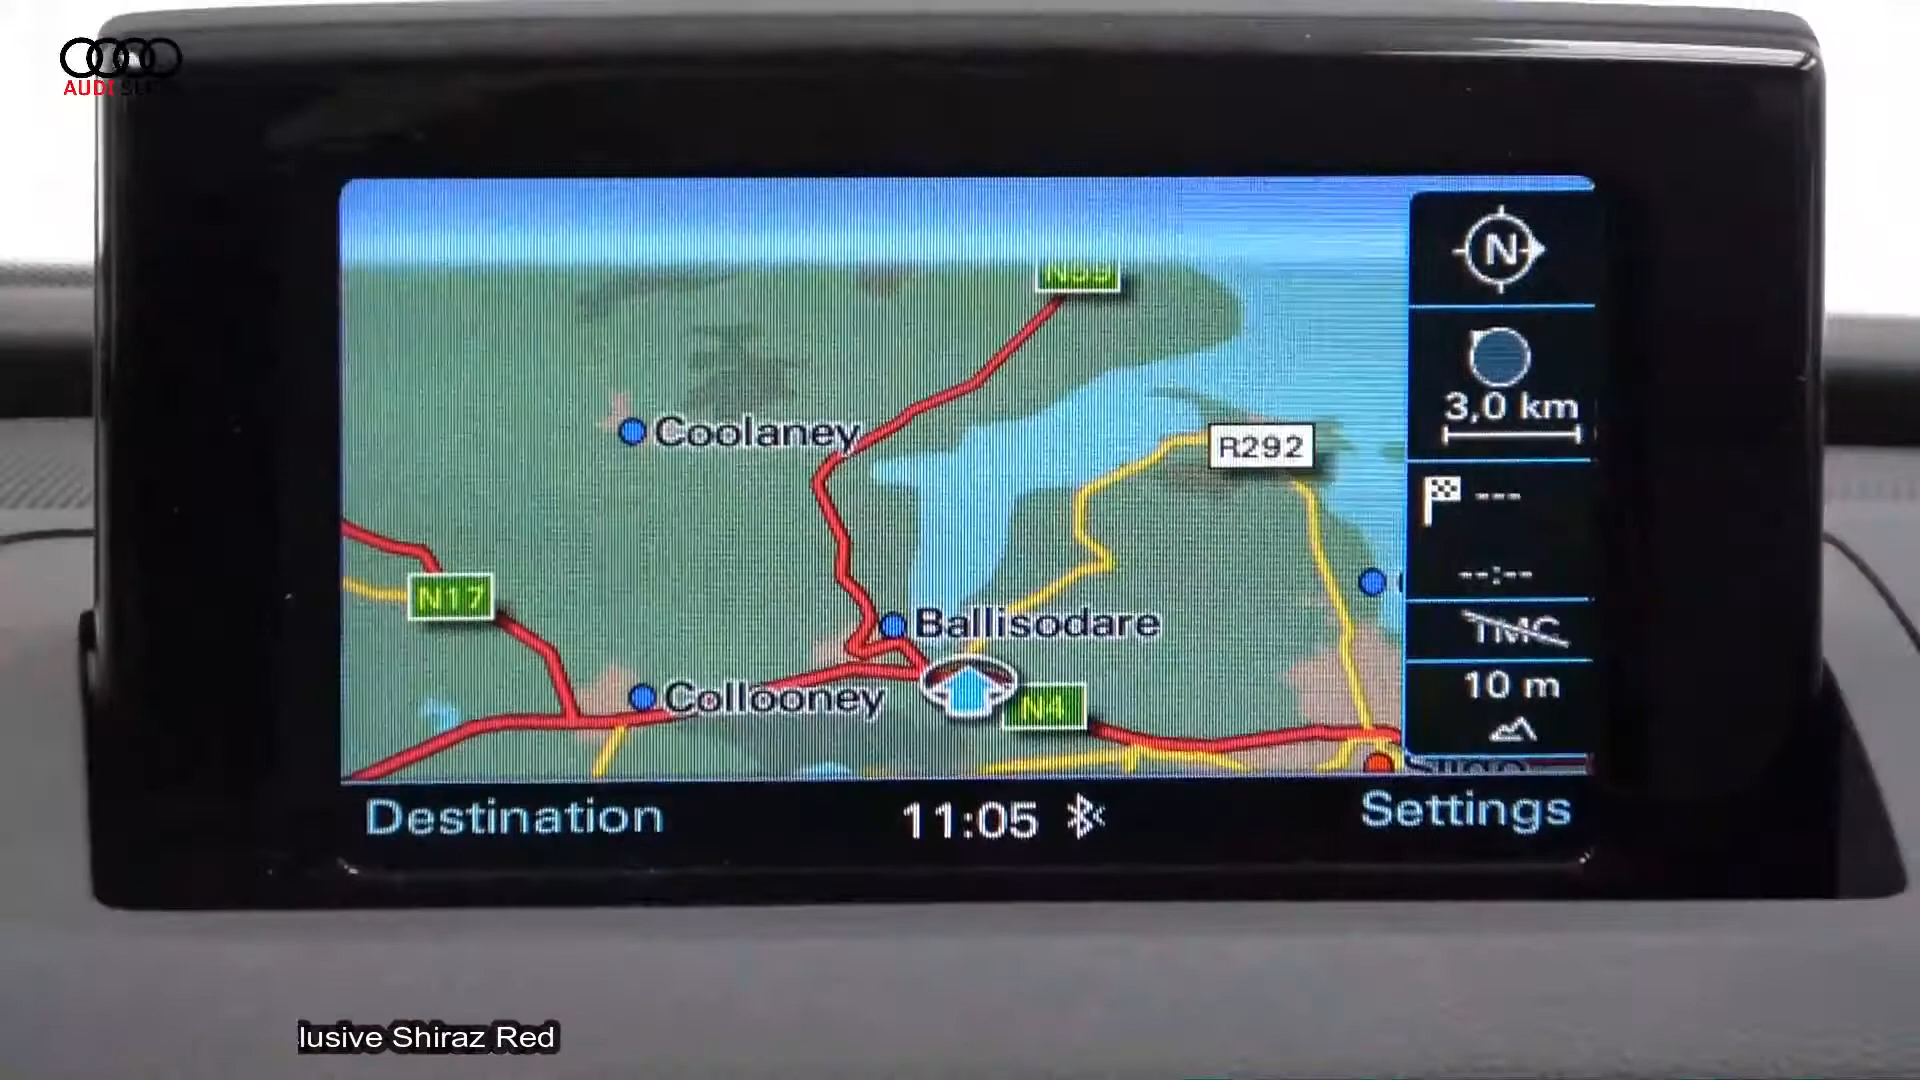 AUDI
N59
N
Coolaney
R292
3,0 km
---
N17
--:--
Ballisodare
TMC
Collooney
N4
10 m
Destination
11:05
Settings
lusive Shiraz Red